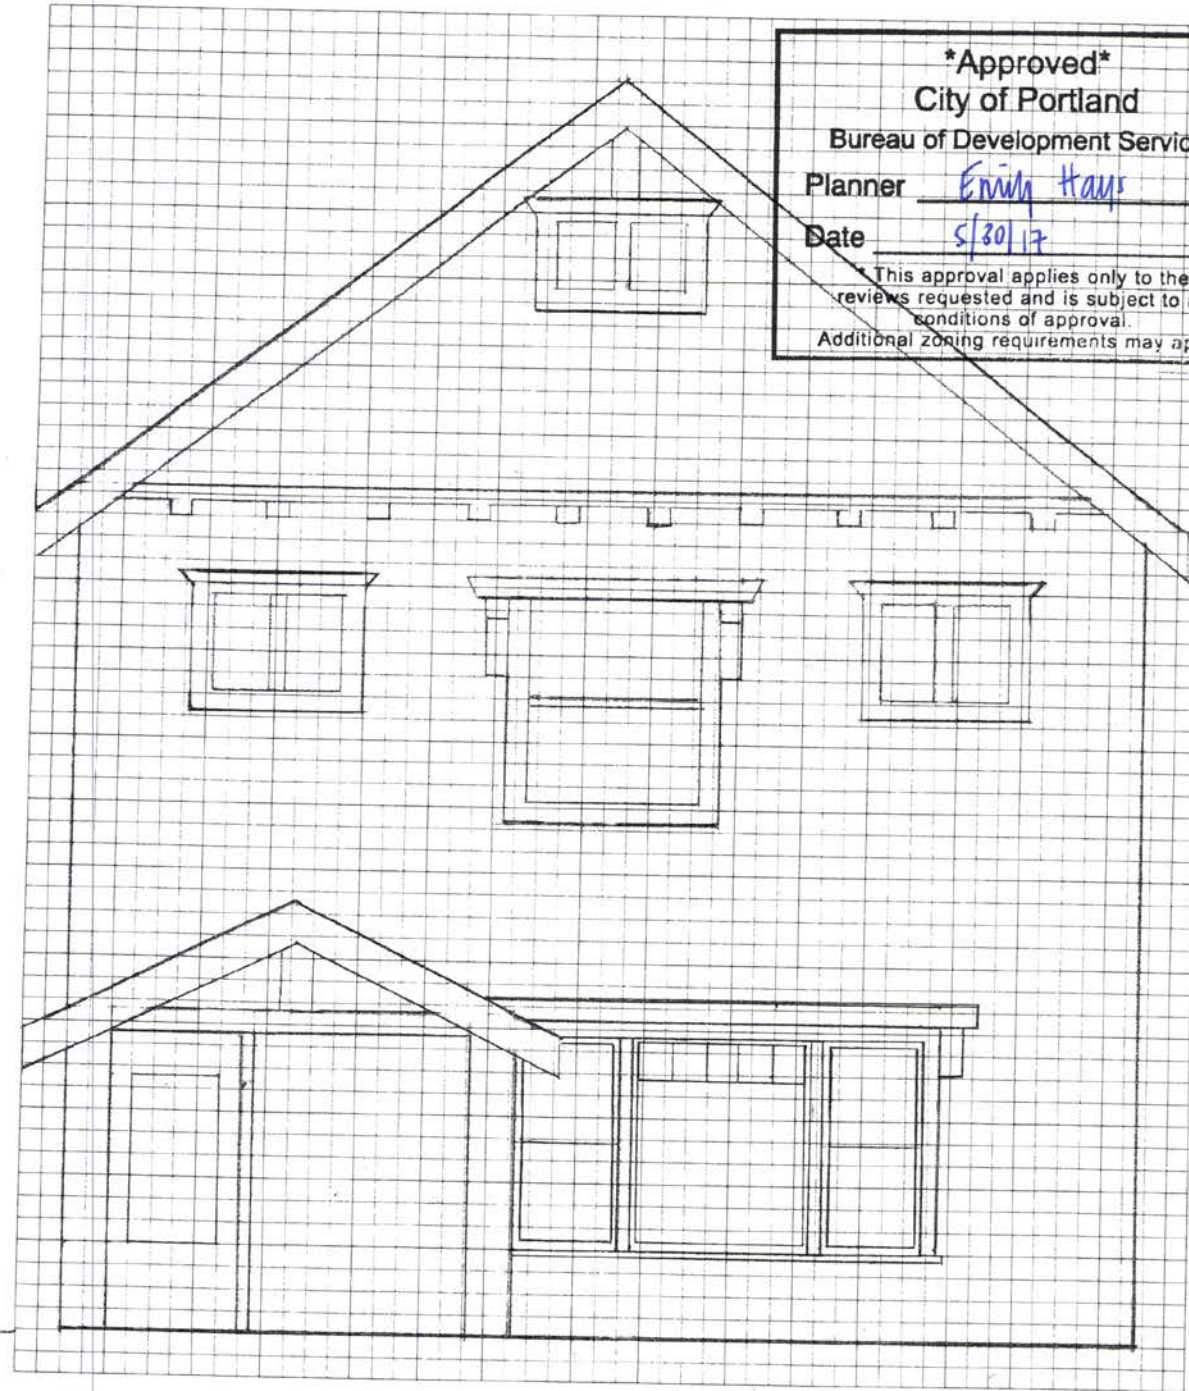 *Approved*
City of Portland
Bureau of Development Servic
Planner Emily Hays
Date 5/30/17
* This approval applies only to the
reviews requested and is subject to
conditions of approval.
Additional zoning requirements may ap